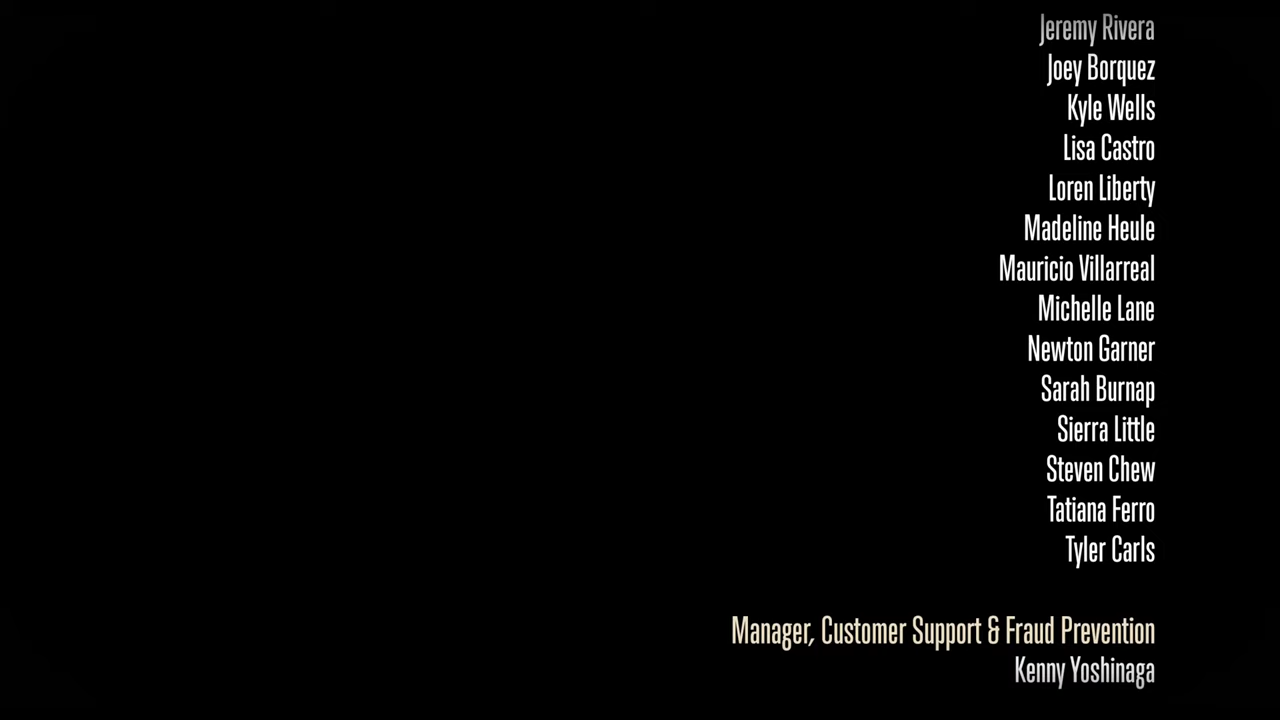 Jeremy Rivera
Joey Borquez
Kyle Wells
Lisa Castro
Loren Liberty
Madeline Heule
Mauricio Villarreal
Michelle Lane
Newton Garner
Sarah Burnap
Sierra Little
Steven Chew
Tatiana Ferro
Tyler Carls
Manager, Customer Support & Fraud Prevention
Kenny Yoshinaga